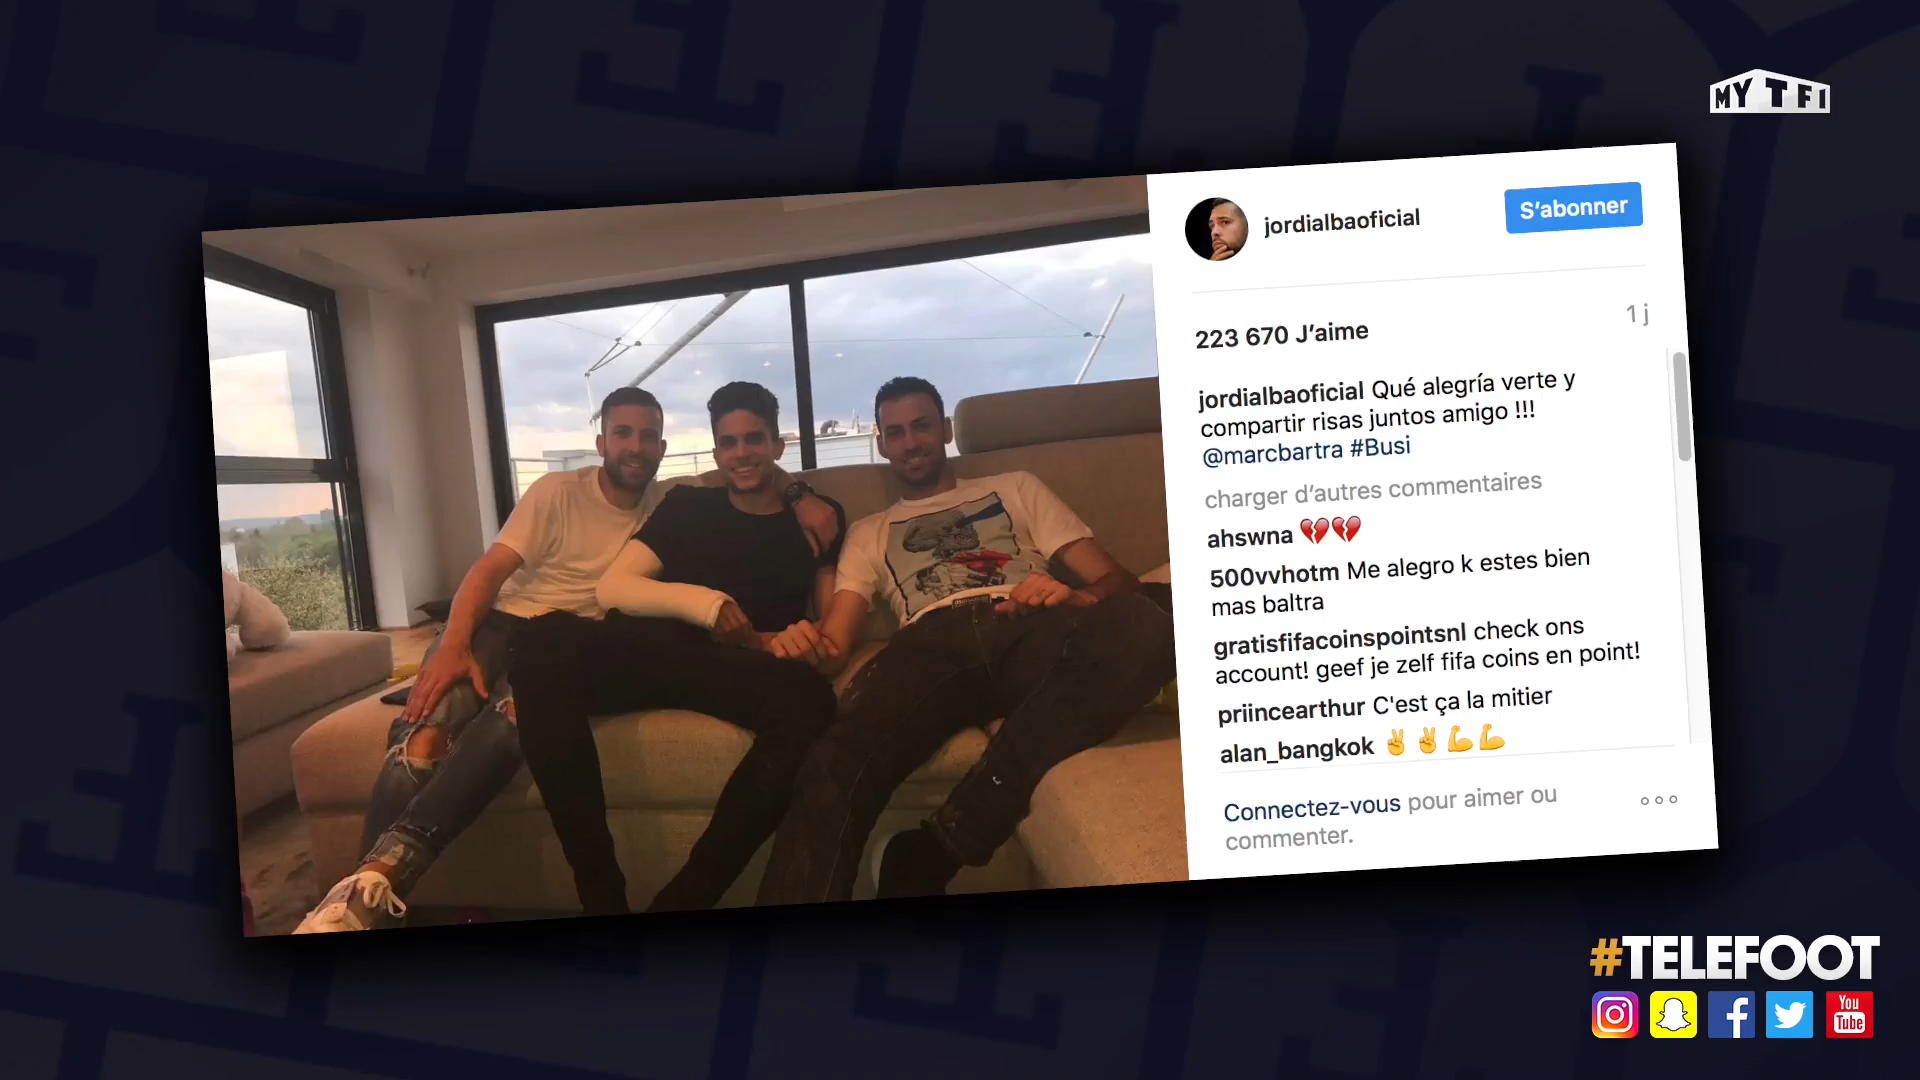 MY TF1
jordialbaoficial
S'abonner
223 670 J'aime
1 j
jordialbaoficial Qué alegría verte y
compartir risas juntos amigo !!!
@marcbartra #Busi
charger d'autres commentaires
ahswna 💔💔
500vvhotm Me alegro k estes bien
mas baltra
gratisfifacoinspointsnl check ons
account! geef je zelf fifa coins en point!
priincearthur C'est ça la mitier
alan_bangkok ✌️✌️💪💪
Connectez-vous pour aimer ou
commenter.
#TELEFOOT
You
Tube